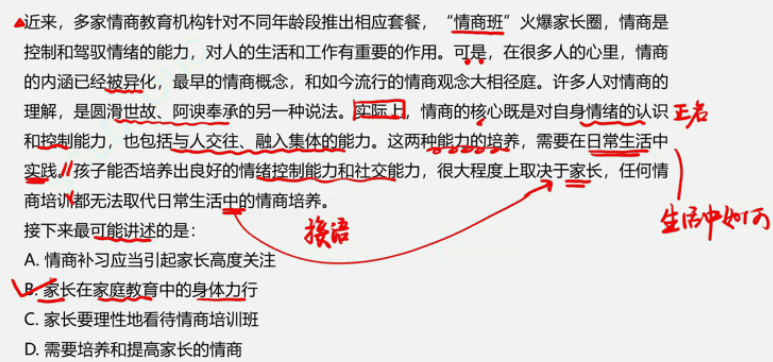 近来，多家情商教育机构针对不同年龄段推出相应套餐，“情商班”火爆家长圈，情商是
控制和驾驭情绪的能力，对人的生活和工作有重要的作用。可是，在很多人的心里，情商
的内涵已经被异化，最早的情商概念，和如今流行的情商观念大相径庭。许多人对情商的
理解，是圆滑世故、阿谀奉承的另一种说法。实际上，情商的核心既是对自身情绪的认识
正名
和控制能力，也包括与人交往、融入集体的能力。这两种能力的培养，需要在日常生活中
实践。孩子能否培养出良好的情绪控制能力和社交能力，很大程度上取决于家长，任何情
商培训都无法取代日常生活中的情商培养。
生活中如何
接下来最可能讲述的是：
接语
A. 情商补习应当引起家长高度关注
B. 家长在家庭教育中的身体力行
C. 家长要理性地看待情商培训班
D. 需要培养和提高家长的情商